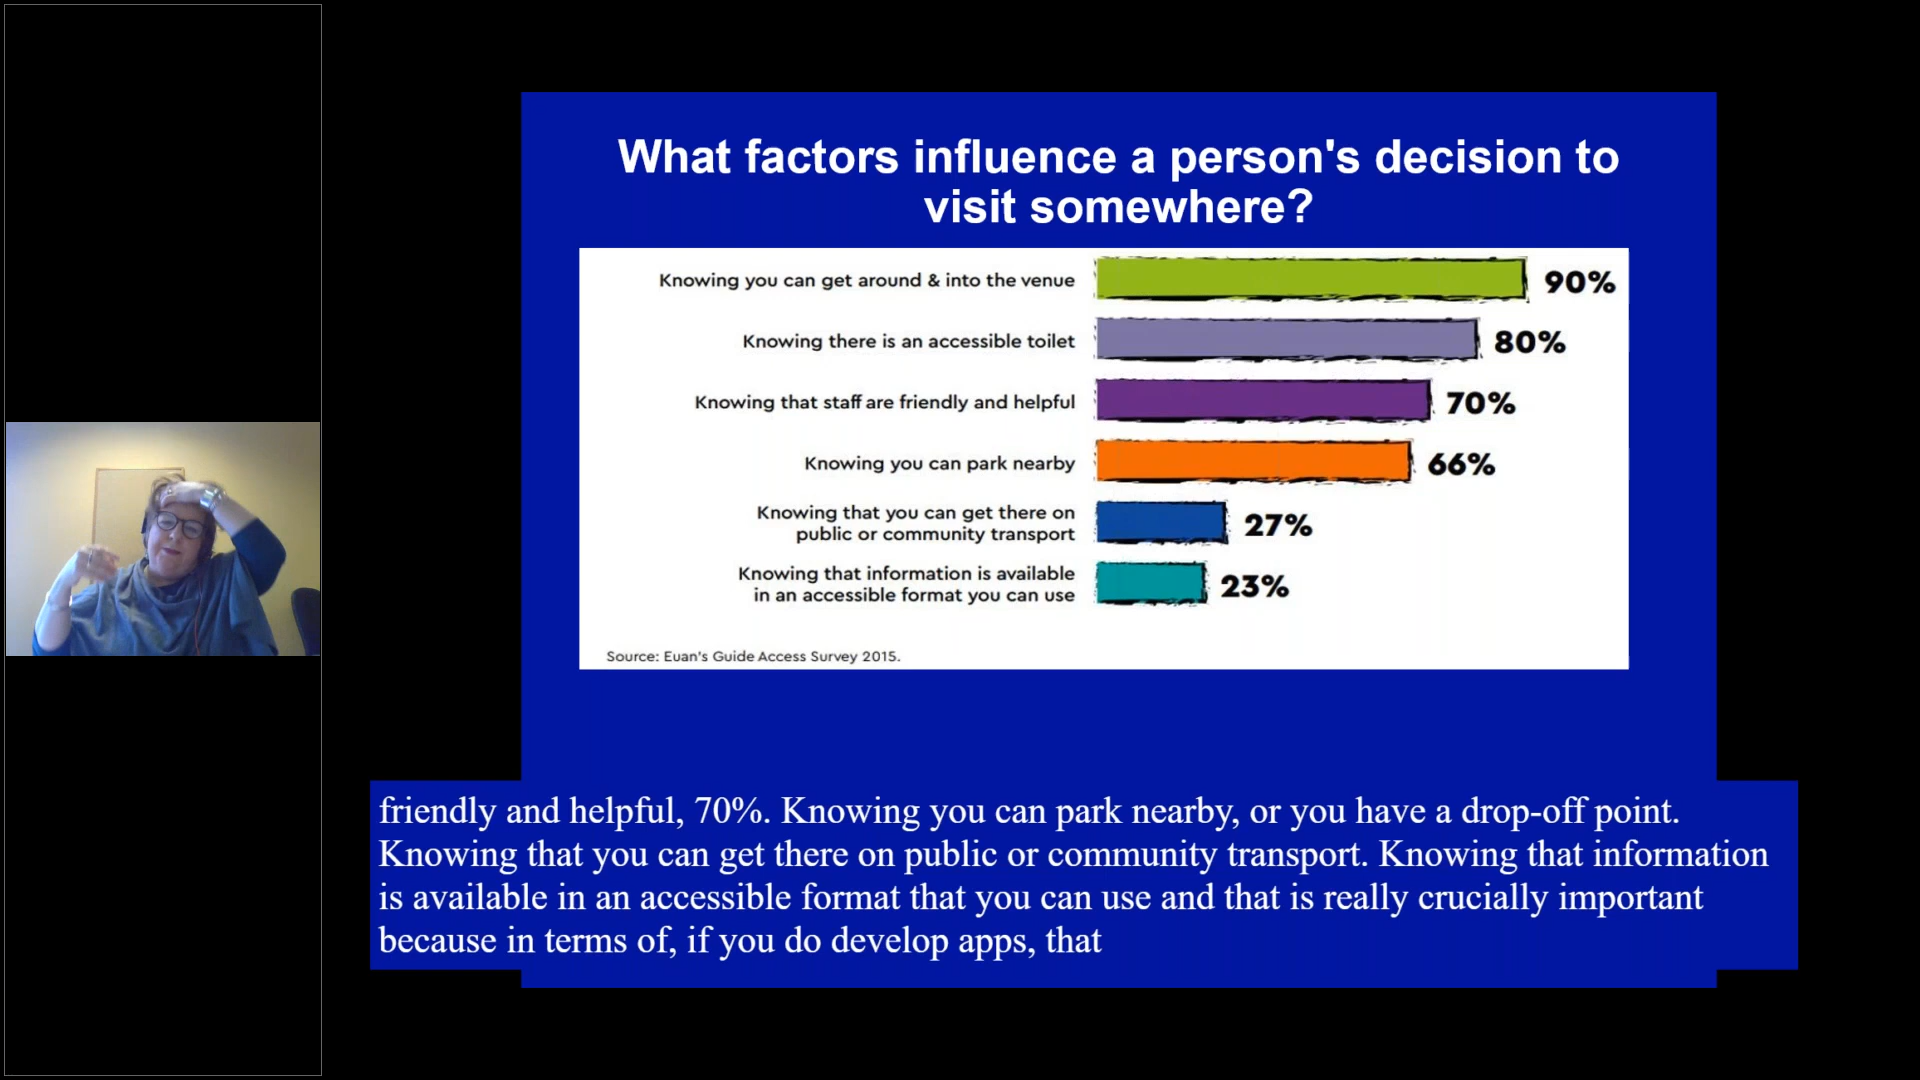 What factors influence a person's decision to
visit somewhere?
Knowing you can get around & into the venue
90%
Knowing there is an accessible toilet
80%
Knowing that staff are friendly and helpful
70%
Knowing you can park nearby
66%
Knowing that you can get there on
public or community transport
27%
Knowing that information is available
in an accessible format you can use
23%
Source: Euan's Guide Access Survey 2015.
friendly and helpful, 70%. Knowing you can park nearby, or you have a drop-off point.
Knowing that you can get there on public or community transport. Knowing that information
is available in an accessible format that you can use and that is really crucially important
because in terms of, if you do develop apps, that